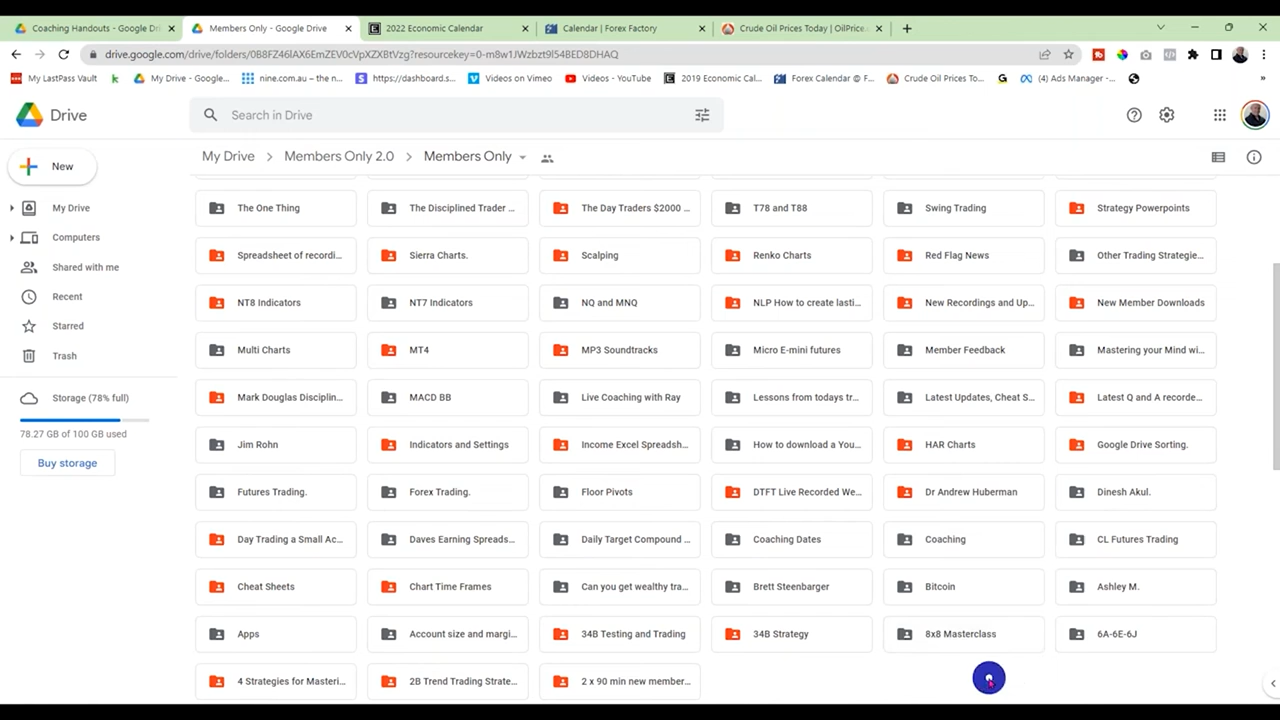 Coaching Handouts - Google Dri
Members Only - Google Drive
2022 Economic Calendar
Calendar | Forex Factory
Crude Oil Prices Today | OilPrice.
drive.google.com/drive/folders/0B8FZ46lAX6EmZEV0cVpXZXBtVzg?resourcekey=0-m8w1JWzbzt9l54BED8DHAQ
My LastPass Vault
My Drive - Google...
nine.com.au – the n...
https://dashboard.s...
Videos on Vimeo
Videos - YouTube
2019 Economic Cal...
Forex Calendar @ F...
Crude Oil Prices To...
(4) Ads Manager -...
Drive
Search in Drive
New
My Drive > Members Only 2.0 > Members Only
My Drive
Computers
Shared with me
Recent
Starred
Trash
Storage (78% full)
78.27 GB of 100 GB used
Buy storage
The One Thing
The Disciplined Trader ...
The Day Traders $2000 ...
T78 and T88
Swing Trading
Strategy Powerpoints
Spreadsheet of recordi...
Sierra Charts.
Scalping
Renko Charts
Red Flag News
Other Trading Strategie...
NT8 Indicators
NT7 Indicators
NQ and MNQ
NLP How to create lasti...
New Recordings and Up...
New Member Downloads
Multi Charts
MT4
MP3 Soundtracks
Micro E-mini futures
Member Feedback
Mastering your Mind wi...
Mark Douglas Disciplin...
MACD BB
Live Coaching with Ray
Lessons from todays tr...
Latest Updates, Cheat S...
Latest Q and A recorde...
Jim Rohn
Indicators and Settings
Income Excel Spreadsh...
How to download a You...
HAR Charts
Google Drive Sorting.
Futures Trading.
Forex Trading.
Floor Pivots
DTFT Live Recorded We...
Dr Andrew Huberman
Dinesh Akul.
Day Trading a Small Ac...
Daves Earning Spreads...
Daily Target Compound ...
Coaching Dates
Coaching
CL Futures Trading
Cheat Sheets
Chart Time Frames
Can you get wealthy tra...
Brett Steenbarger
Bitcoin
Ashley M.
Apps
Account size and margi...
34B Testing and Trading
34B Strategy
8x8 Masterclass
6A-6E-6J
4 Strategies for Masteri...
2B Trend Trading Strate...
2 x 90 min new member...